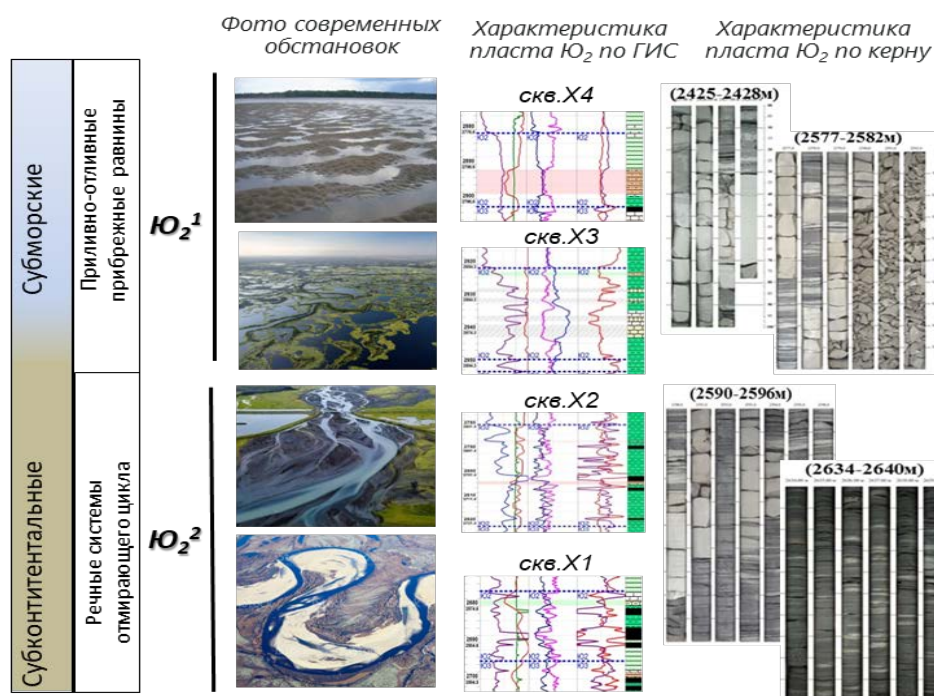 Фото современных
обстановок
Характеристика
пласта Ю₂ по ГИС
Характеристика
пласта Ю₂ по керну
Субморские
Приливно-отливные
прибрежные равнины
Ю₂¹
скв.Х4
(2425-2428м)
(2577-2582м)
скв.Х3
Субконтитентальные
Речные системы
отмирающего цикла
Ю₂²
скв.Х2
(2590-2596м)
(2634-2640м)
скв.Х1